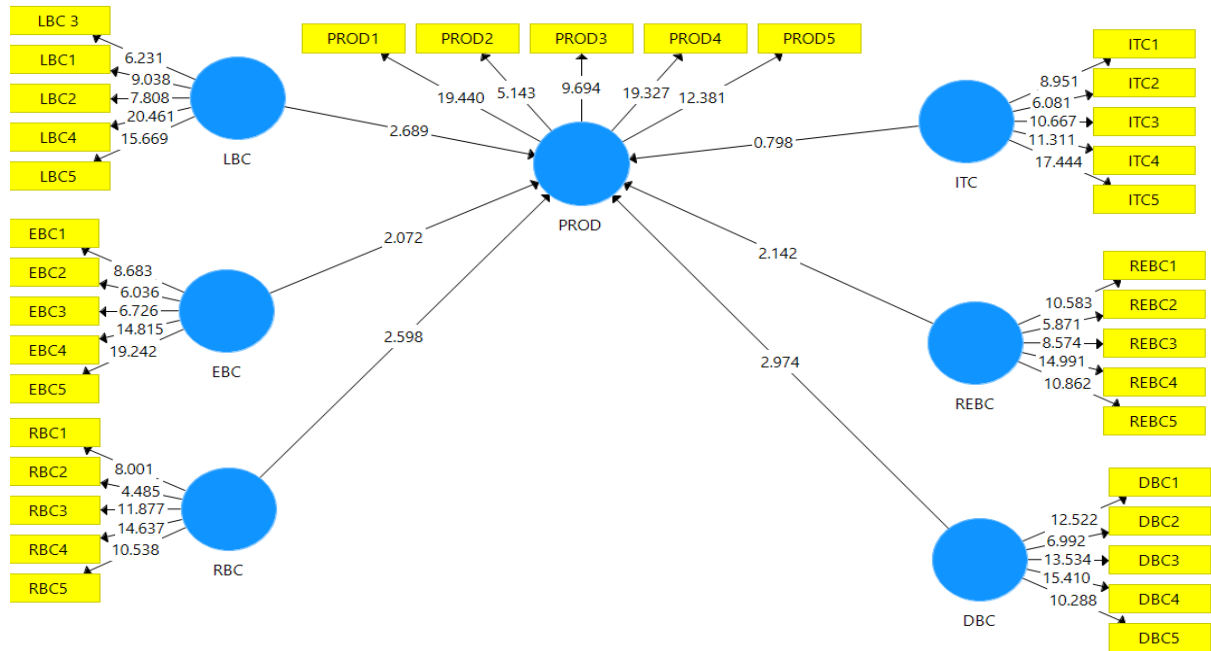 LBC 3
LBC1
LBC2
LBC4
LBC5
6.231
9.038
7.808
20.461
15.669
LBC
PROD1
PROD2
PROD3
PROD4
PROD5
19.440
5.143
9.694
19.327
12.381
PROD
ITC1
ITC2
ITC3
ITC4
ITC5
8.951
6.081
10.667
11.311
17.444
ITC
2.689
0.798
2.072
2.142
2.598
2.974
EBC1
EBC2
EBC3
EBC4
EBC5
8.683
6.036
6.726
14.815
19.242
EBC
REBC1
REBC2
REBC3
REBC4
REBC5
10.583
5.871
8.574
14.991
10.862
REBC
RBC1
RBC2
RBC3
RBC4
RBC5
8.001
4.485
11.877
14.637
10.538
RBC
DBC1
DBC2
DBC3
DBC4
DBC5
12.522
6.992
13.534
15.410
10.288
DBC